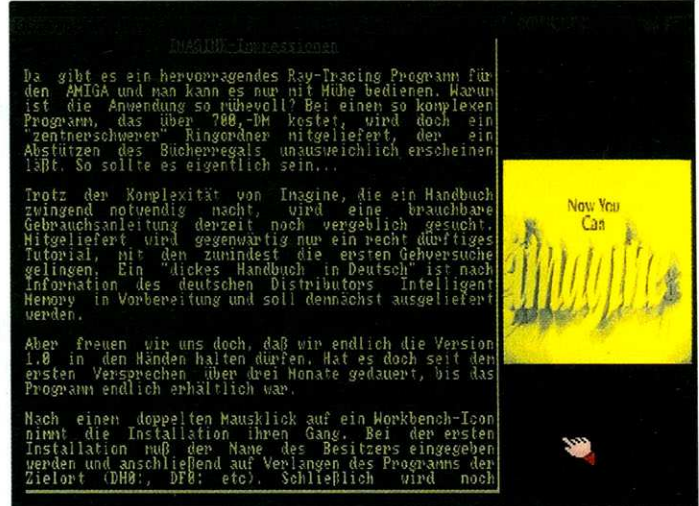 IMAGINE-Impressionen
Da gibt es ein hervorragendes Ray-Tracing Programm für
den AMIGA und man kann es nur mit Mühe bedienen. Warum
ist die Anwendung so mühevoll? Bei einem so komplexen
Programm, das über 700,-DM kostet, wird doch ein
"zentnerschwerer" Ringordner mitgeliefert, der ein
Abstützen des Bücherregals unausweichlich erscheinen
läßt. So sollte es eigentlich sein...
Trotz der Komplexität von Imagine, die ein Handbuch
zwingend notwendig macht, wird eine brauchbare
Gebrauchsanleitung derzeit noch vergeblich gesucht.
Mitgeliefert wird gegenwärtig nur ein recht dürftiges
Tutorial, mit dem zumindest die ersten Gehversuche
gelingen. Ein "dickes Handbuch in Deutsch" ist nach
Information des deutschen Distributors Intelligent
Memory in Vorbereitung und soll demnächst ausgeliefert
werden.
Aber freuen wir uns doch, daß wir endlich die Version
1.0 in den Händen halten dürfen. Hat es doch seit den
ersten Versprechen über drei Monate gedauert, bis das
Programm endlich erhältlich war.
Nach einem doppelten Mausklick auf ein Workbench-Icon
nimmt die Installation ihren Gang. Bei der ersten
Installation muß der Name des Besitzers eingegeben
werden und anschließend auf Verlangen des Programms der
Zielort (DH0:, DF0: etc). Schließlich wird noch
Now You
Can
imagine